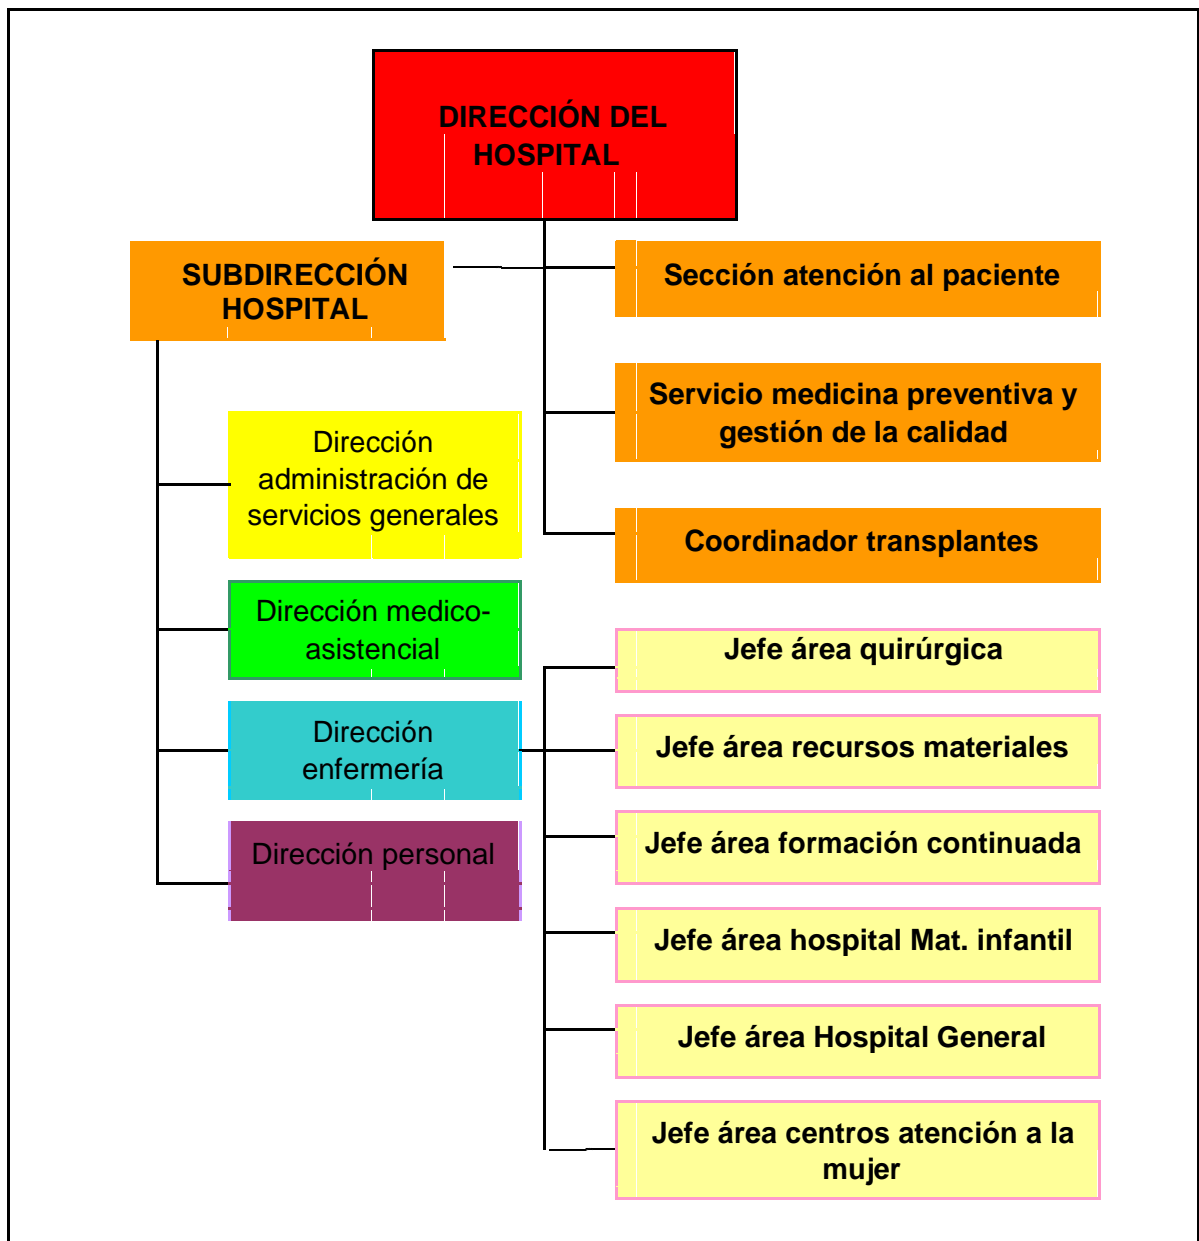 DIRECCIÓN DEL
HOSPITAL
SUBDIRECCIÓN
HOSPITAL
Sección atención al paciente
Servicio medicina preventiva y
gestión de la calidad
Coordinador transplantes
Dirección
administración de
servicios generales
Dirección medico-
asistencial
Dirección
enfermería
Dirección personal
Jefe área quirúrgica
Jefe área recursos materiales
Jefe área formación continuada
Jefe área hospital Mat. infantil
Jefe área Hospital General
Jefe área centros atención a la
mujer